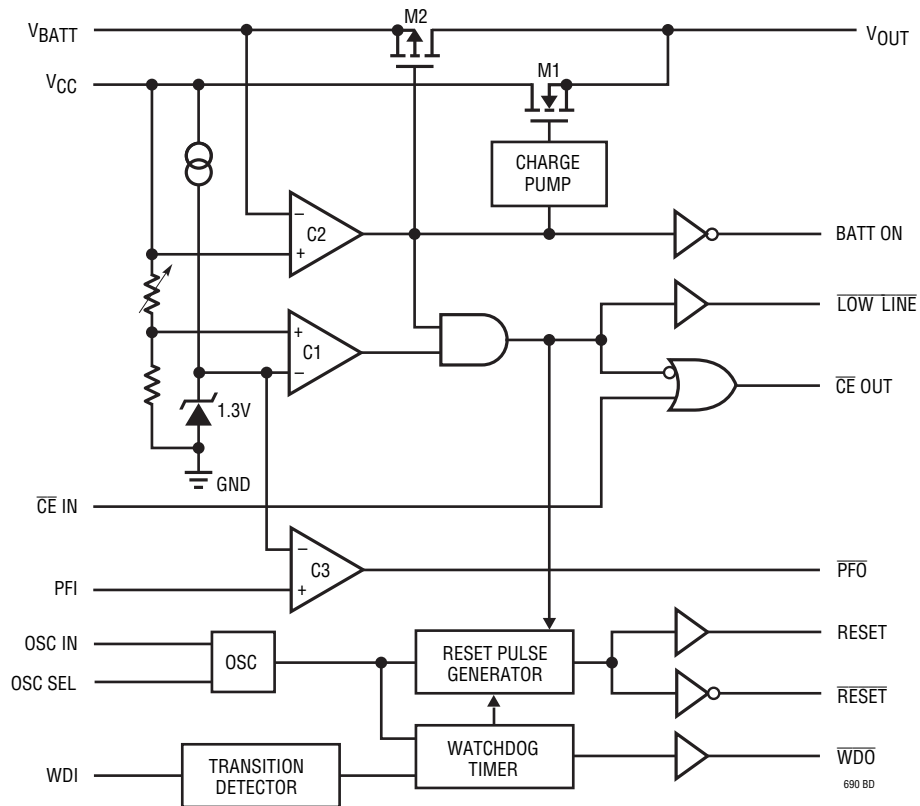 M2
VBATT
VOUT
M1
VCC
CHARGE
PUMP
−
C2
+
BATT ON
LOW LINE
+
C1
−
CE OUT
1.3V
GND
CE IN
−
C3
+
PFO
PFI
OSC IN
OSC
OSC SEL
RESET PULSE
GENERATOR
RESET
RESET
WDI
TRANSITION
DETECTOR
WATCHDOG
TIMER
WDO
690 BD